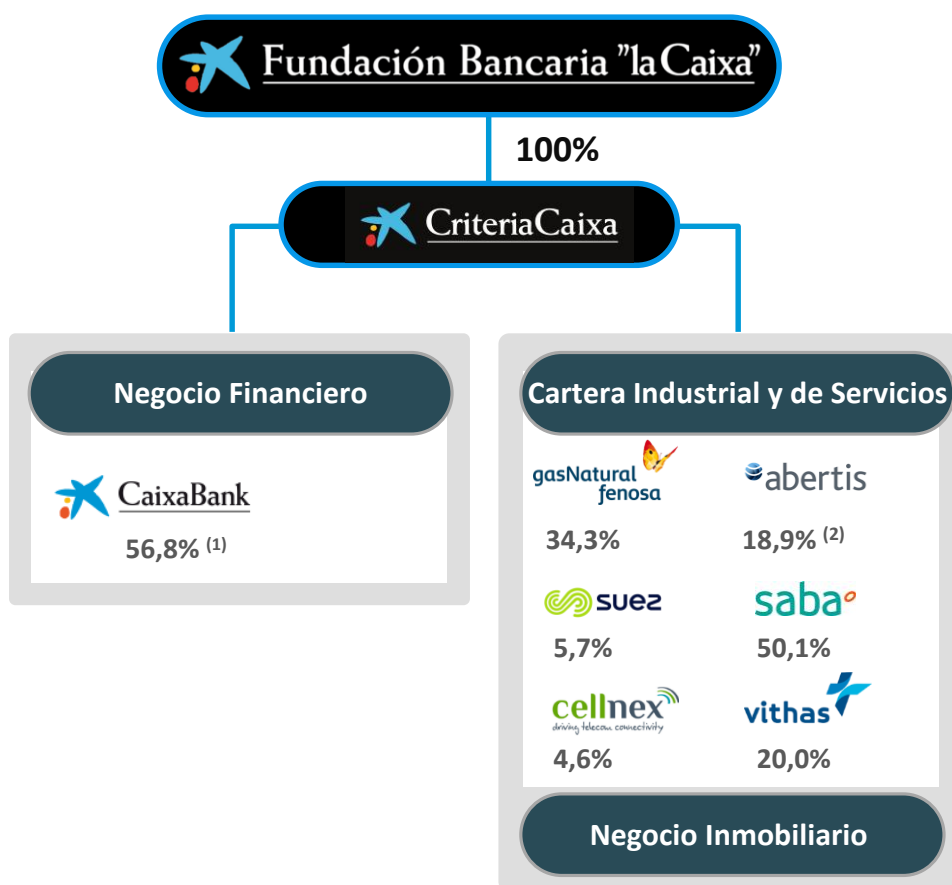 Fundación Bancaria "la Caixa"
100%
CriteriaCaixa
Negocio Financiero
CaixaBank
56,8% (1)
Cartera Industrial y de Servicios
gasNatural
fenosa
abertis
34,3%
18,9% (2)
suez
saba
5,7%
50,1%
cellnex
driving telecom connectivity
vithas
4,6%
20,0%
Negocio Inmobiliario